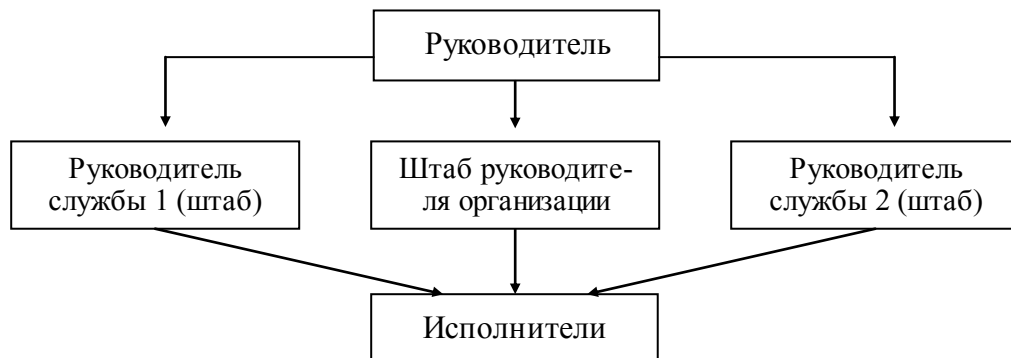 Руководитель
Руководитель
службы 1 (штаб)
Штаб руководите-
ля организации
Руководитель
службы 2 (штаб)
Исполнители